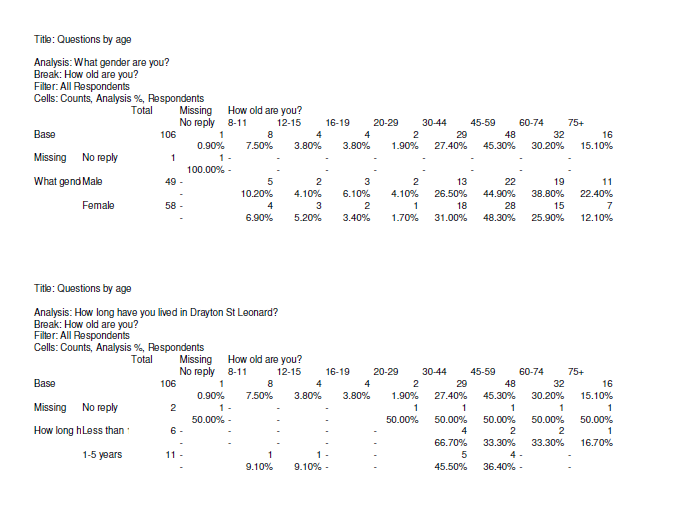 Title: Questions by age
Analysis: What gender are you?
Break: How old are you?
Filter: All Respondents
Cells: Counts, Analysis %, Respondents
Total Missing How old are you?
No reply 8-11 12-15 16-19 20-29 30-44 45-59 60-74 75+
Base 106 1 8 4 4 2 29 48 32 16
0.90% 7.50% 3.80% 3.80% 1.90% 27.40% 45.30% 30.20% 15.10%
Missing No reply 1 1 - - - - - - - -
100.00% - - - - - - - -
What gend Male 49 - 5 2 3 2 13 22 19 11
- 10.20% 4.10% 6.10% 4.10% 26.50% 44.90% 38.80% 22.40%
Female 58 - 4 3 2 1 18 28 15 7
- 6.90% 5.20% 3.40% 1.70% 31.00% 48.30% 25.90% 12.10%
Title: Questions by age
Analysis: How long have you lived in Drayton St Leonard?
Break: How old are you?
Filter: All Respondents
Cells: Counts, Analysis %, Respondents
Total Missing How old are you?
No reply 8-11 12-15 16-19 20-29 30-44 45-59 60-74 75+
Base 106 1 8 4 4 2 29 48 32 16
0.90% 7.50% 3.80% 3.80% 1.90% 27.40% 45.30% 30.20% 15.10%
Missing No reply 2 1 - - - 1 1 1 1 1
50.00% - - - 50.00% 50.00% 50.00% 50.00% 50.00%
How long h Less than 6 - - - - - 4 2 2 1
- - - - - 66.70% 33.30% 33.30% 16.70%
1-5 years 11 - 1 1 - - 5 4 - -
- 9.10% 9.10% - - 45.50% 36.40% - -